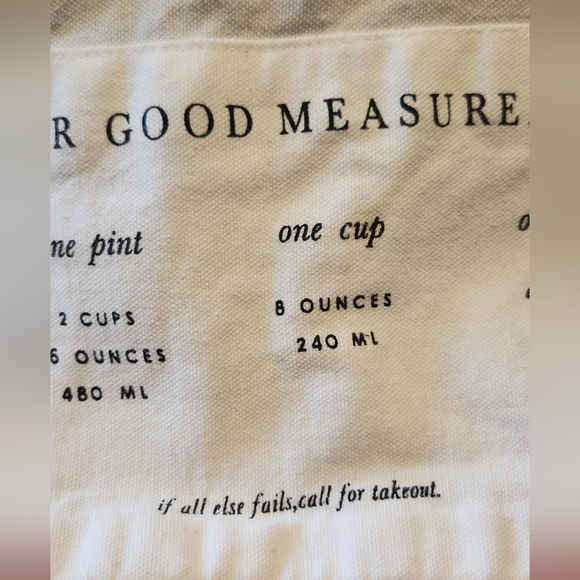 R GOOD MEASURE.
ne pint
one cup
2 CUPS
6 OUNCES
480 ML
8 OUNCES
240 ML
if all else fails,call for takeout.